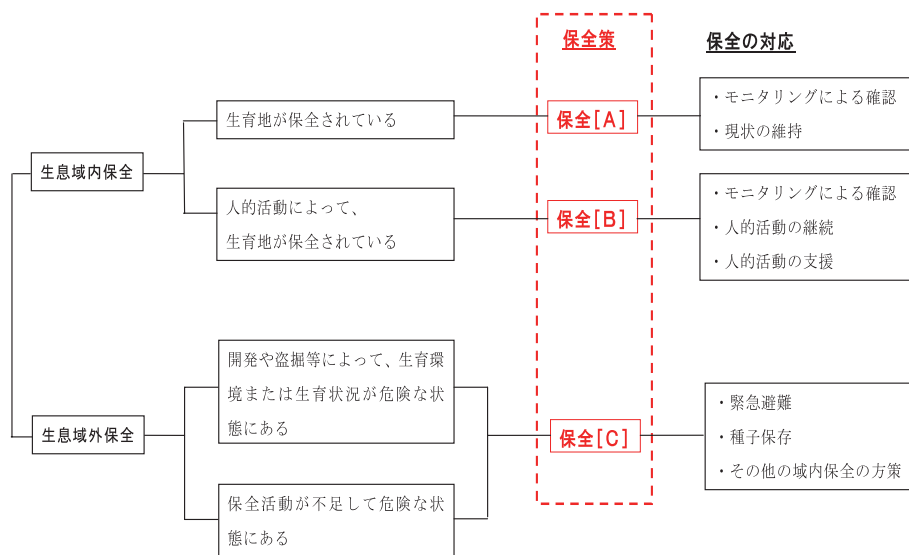 保全策
保全の対応
生息域内保全
生育地が保全されている
保全[A]
・モニタリングによる確認
・現状の維持
人的活動によって、
生育地が保全されている
保全[B]
・モニタリングによる確認
・人的活動の継続
・人的活動の支援
生息域外保全
開発や盗掘等によって、生育環
境または生育状況が危険な状
態にある
保全活動が不足して危険な状
態にある
保全[C]
・緊急避難
・種子保存
・その他の域内保全の方策